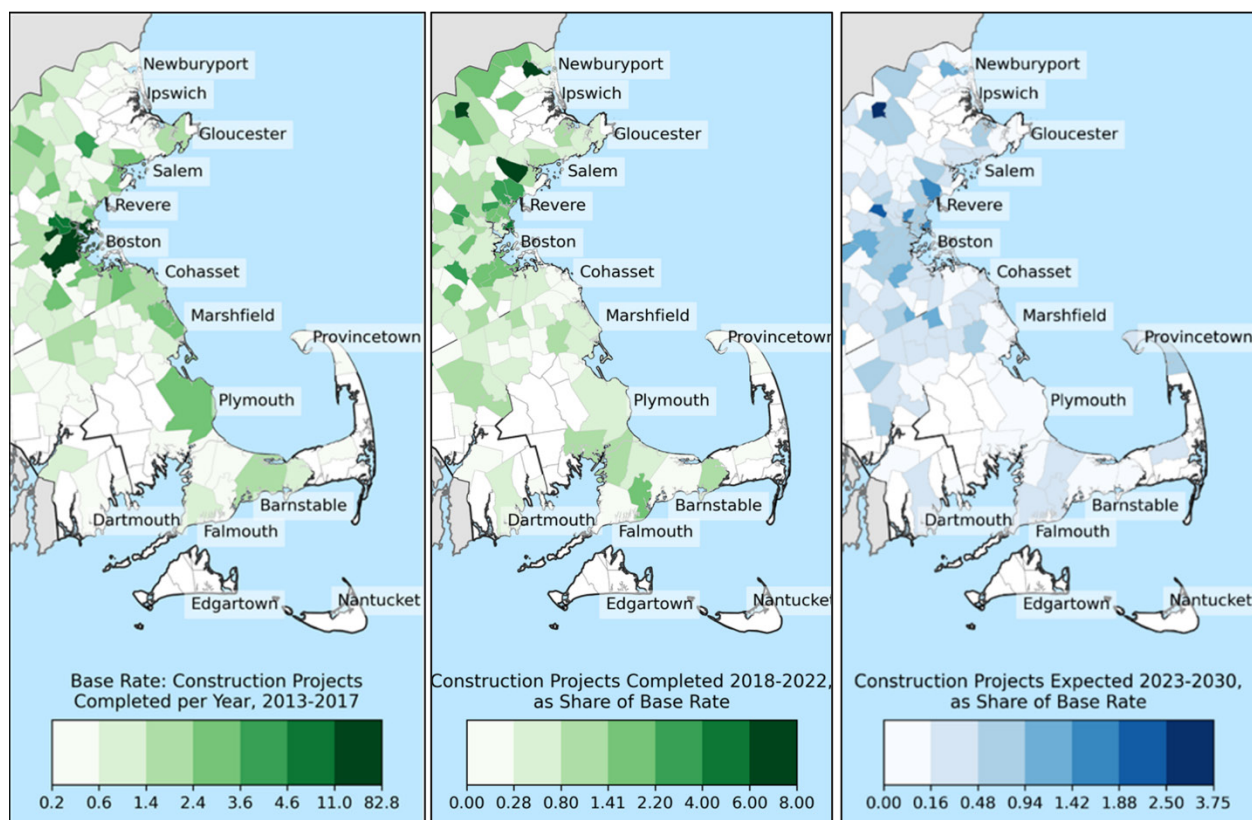 Newburyport
Ipswich
Gloucester
Salem
Revere
Boston
Cohasset
Marshfield
Provincetown
Plymouth
Barnstable
Dartmouth
Falmouth
Edgartown
Nantucket
Base Rate: Construction Projects
Completed per Year, 2013-2017
0.2 0.6 1.4 2.4 3.6 4.6 11.0 82.8
Newburyport
Ipswich
Gloucester
Salem
Revere
Boston
Cohasset
Marshfield
Provincetown
Plymouth
Barnstable
Dartmouth
Falmouth
Edgartown
Nantucket
Construction Projects Completed 2018-2022,
as Share of Base Rate
0.00 0.28 0.80 1.41 2.20 4.00 6.00 8.00
Newburyport
Ipswich
Gloucester
Salem
Revere
Boston
Cohasset
Marshfield
Provincetown
Plymouth
Barnstable
Dartmouth
Falmouth
Edgartown
Nantucket
Construction Projects Expected 2023-2030,
as Share of Base Rate
0.00 0.16 0.48 0.94 1.42 1.88 2.50 3.75